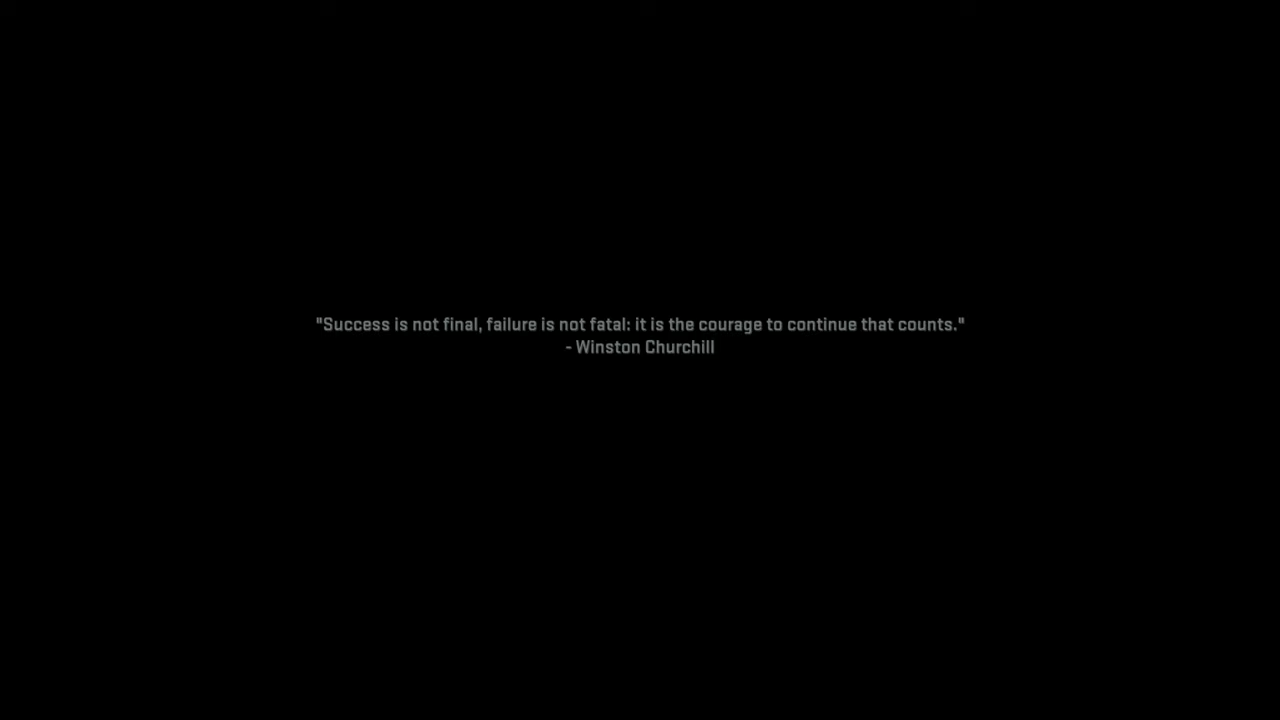 "Success is not final, failure is not fatal: it is the courage to continue that counts."
- Winston Churchill